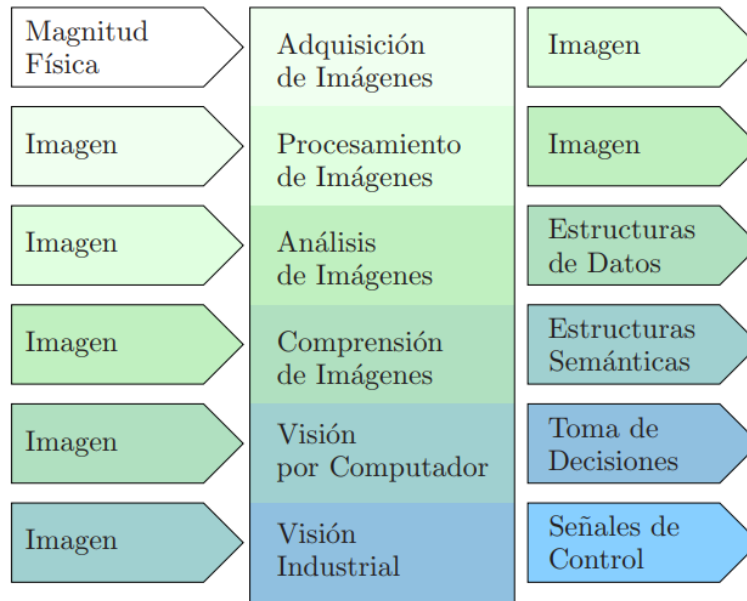 Magnitud
Física
Adquisición
de Imágenes
Imagen
Imagen
Procesamiento
de Imágenes
Imagen
Imagen
Análisis
de Imágenes
Estructuras
de Datos
Imagen
Comprensión
de Imágenes
Estructuras
Semánticas
Imagen
Visión
por Computador
Toma de
Decisiones
Imagen
Visión
Industrial
Señales de
Control